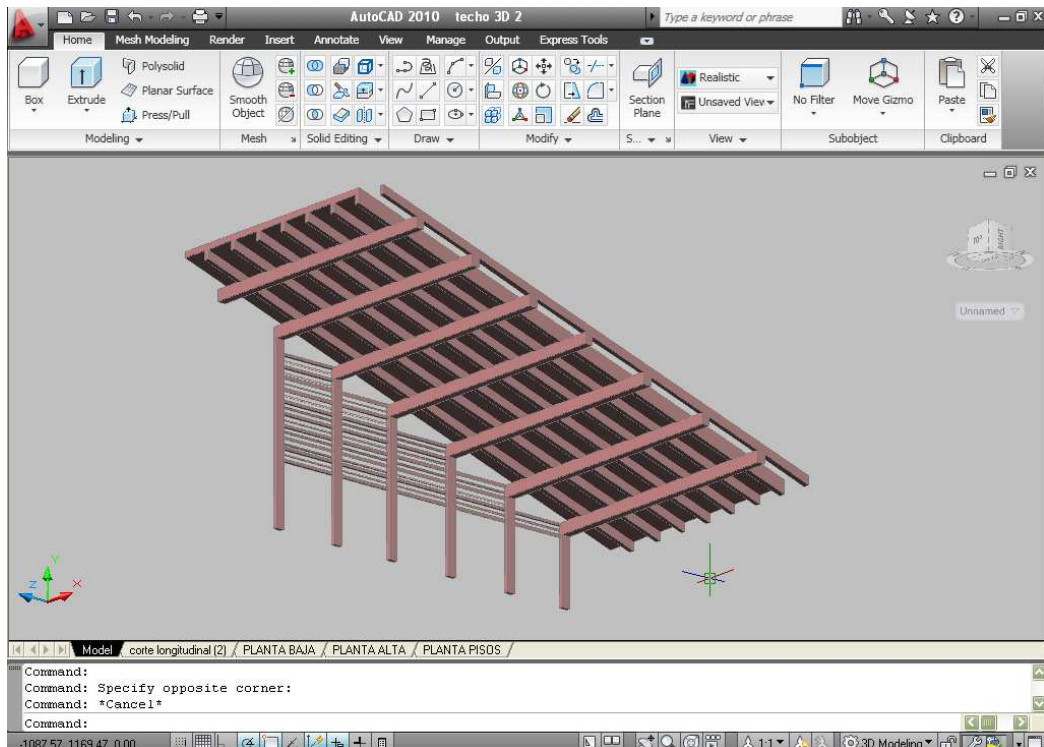 AutoCAD 2010 techo 3D 2
Type a keyword or phrase
Home Mesh Modeling Render Insert Annotate View Manage Output Express Tools
Box
Extrude
Polysolid
Planar Surface
Press/Pull
Smooth Object
Section Plane
Realistic
Unsaved View
No Filter
Move Gizmo
Paste
Modeling Mesh Solid Editing Draw Modify S... View Subobject Clipboard
RIGHT
Unnamed
Y
Z
X
Model corte longitudinal (2) PLANTA BAJA PLANTA ALTA PLANTA PISOS
Command:
Command: Specify opposite corner:
Command: *Cancel*
Command:
-1087.57, 1169.47, 0.00 1:1 3D Modeling